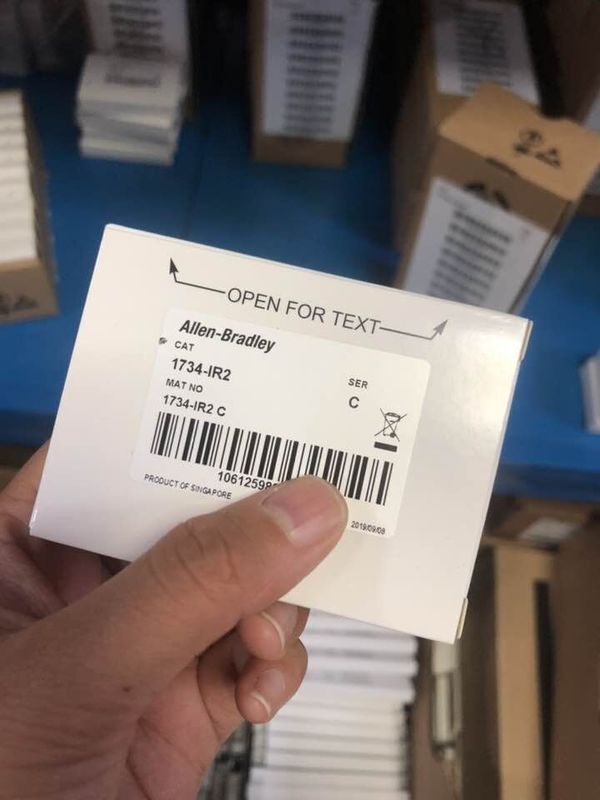 OPEN FOR TEXT
Allen-Bradley
CAT
1734-IR2
SER
C
MAT NO
1734-IR2 C
PRODUCT OF SINGAPORE
2019/09/08